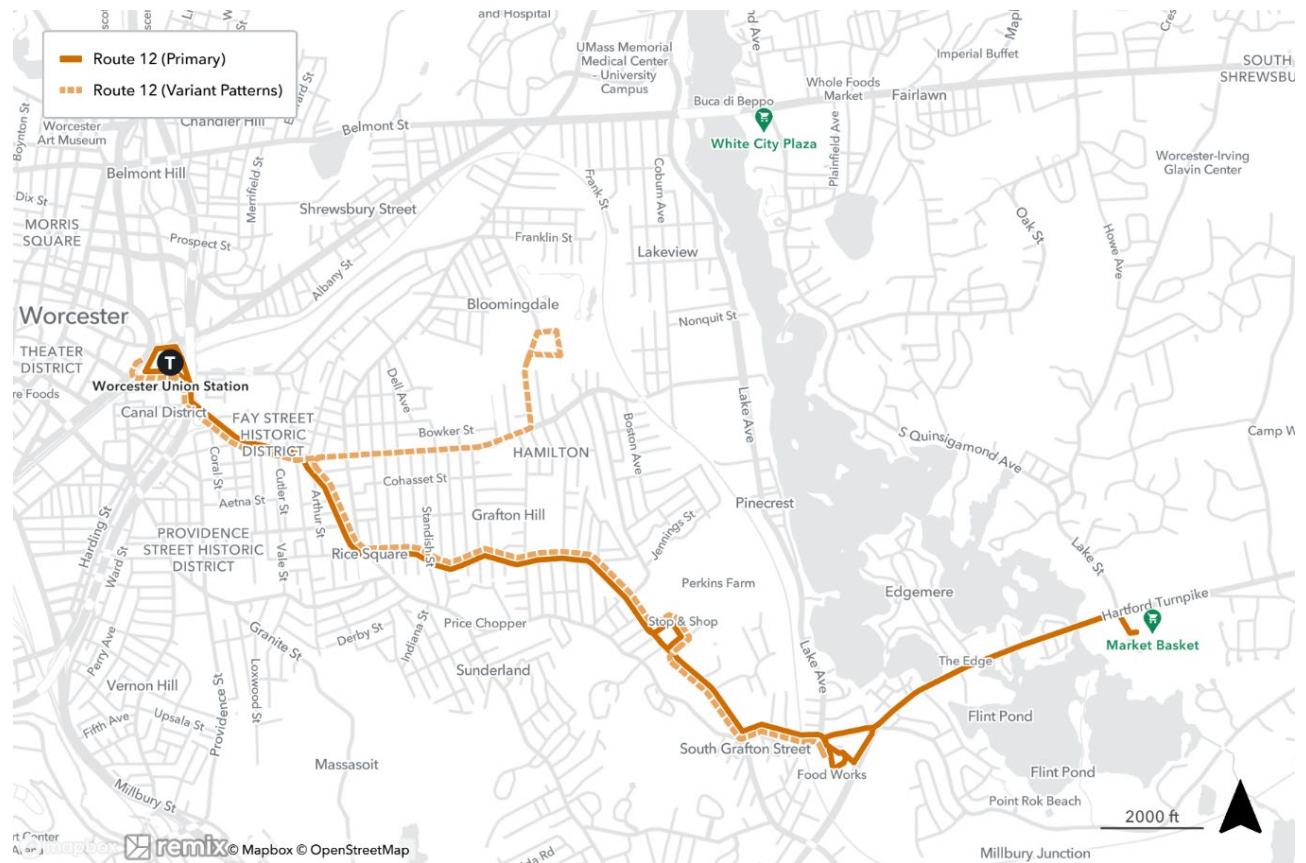 Route 12 (Primary)
Route 12 (Variant Patterns)
and Hospital
UMass Memorial
Medical Center
- University
Campus
Imperial Buffet
SOUTH
Whole Foods
Market
Fairlawn
Buca di Beppo
White City Plaza
Plainfield Ave
Worcester-Irving
Glavin Center
Boynton St
Worcester
Art Museum
Chandler Hill
Belmont St
Belmont Hill
Merrifield St
Dix St
MORRIS
SQUARE
Prospect St
Shrewsbury Street
Albany St
Frank St
Coburn Ave
Franklin St
Lakeview
Oak St
Howe Ave
Bloomingdale
Nonquit St
Worcester
THEATER
DISTRICT
T
Worcester Union Station
re Foods
Canal District
FAY STREET
HISTORIC
DISTRICT
Dell Ave
Bowker St
HAMILTON
Boston Ave
Lake Ave
S Quinsigamond Ave
Camp W
Coral St
Cutler St
Cohasset St
Aetna St
Arthur St
Standish St
Grafton Hill
Pinecrest
Jennings St
Harding St
Ward St
PROVIDENCE
STREET HISTORIC
DISTRICT
Vale St
Rice Square
Perkins Farm
Edgemere
Lake St
Hartford Turnpike
Market Basket
Stop & Shop
Price Chopper
Derby St
Indiana St
Granite St
Perry Ave
Sunderland
Lake Ave
The Edge
Vernon Hill
Loxwood St
Providence St
Upsala St
Fifth Ave
Flint Pond
South Grafton Street
Food Works
Massasoit
Flint Pond
Millbury St
Point Rok Beach
2000 ft
mapbox
remix
© Mapbox © OpenStreetMap
Millbury Junction